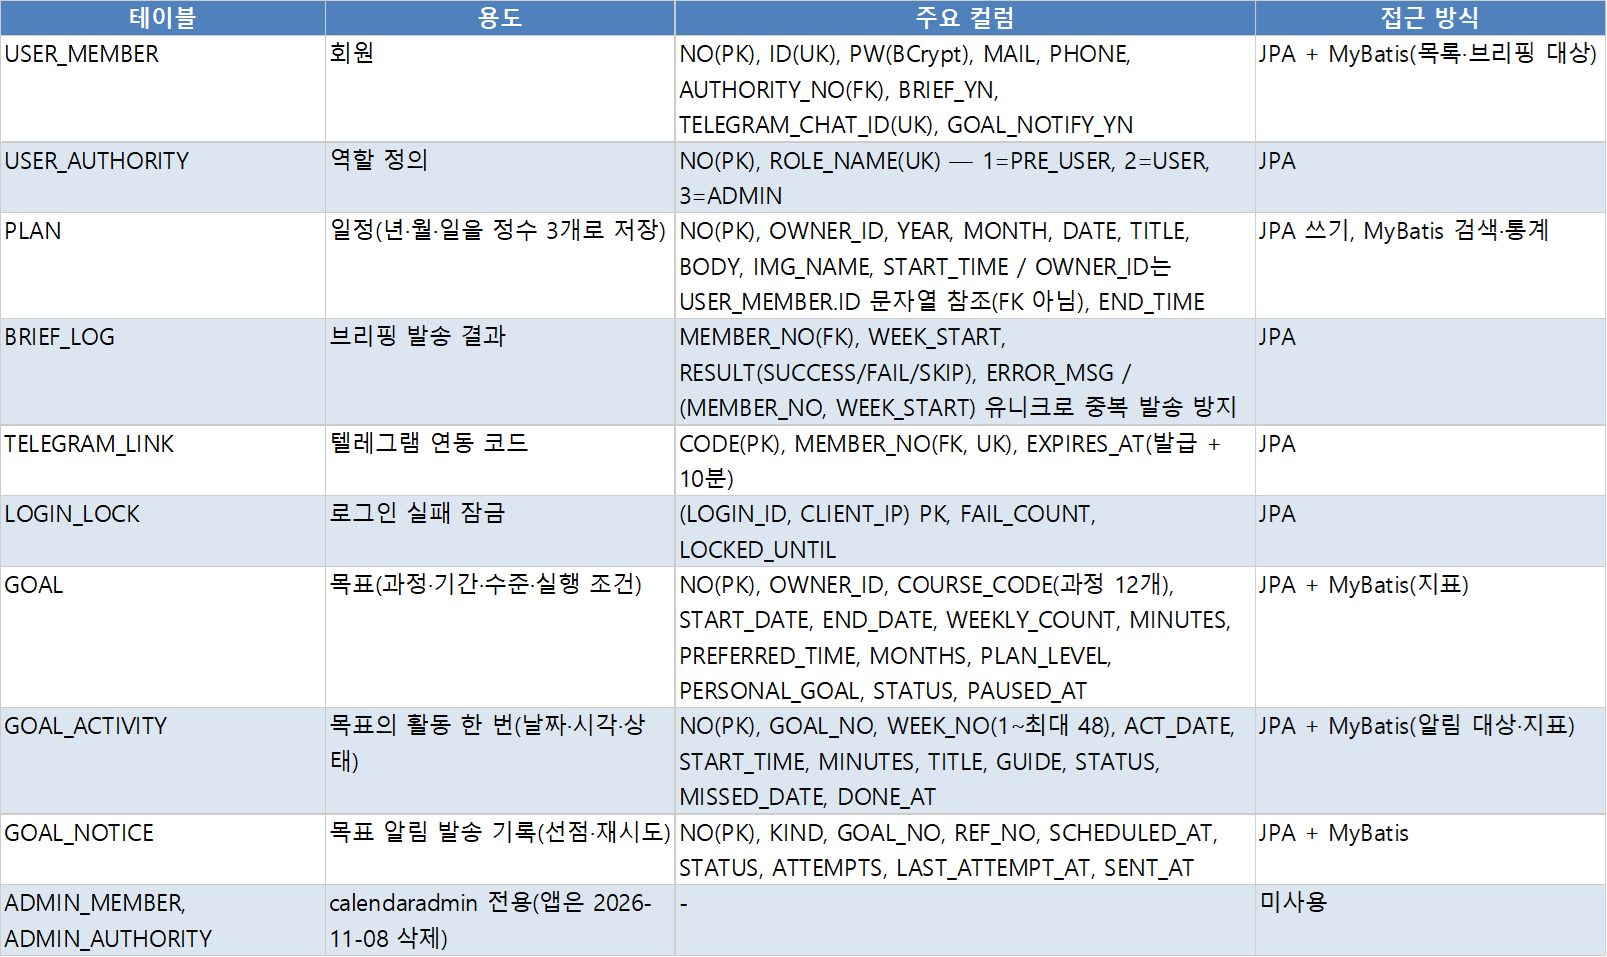 테이블 용도 주요 컬럼 접근 방식
USER_MEMBER 회원 NO(PK), ID(UK), PW(BCrypt), MAIL, PHONE, JPA + MyBatis(목록·브리핑 대상)
AUTHORITY_NO(FK), BRIEF_YN,
TELEGRAM_CHAT_ID(UK), GOAL_NOTIFY_YN
USER_AUTHORITY 역할 정의 NO(PK), ROLE_NAME(UK) — 1=PRE_USER, 2=USER, JPA
3=ADMIN
PLAN 일정(년·월·일을 정수 3개로 저장) NO(PK), OWNER_ID, YEAR, MONTH, DATE, TITLE, JPA 쓰기, MyBatis 검색·통계
BODY, IMG_NAME, START_TIME / OWNER_ID는
USER_MEMBER.ID 문자열 참조(FK 아님), END_TIME
BRIEF_LOG 브리핑 발송 결과 MEMBER_NO(FK), WEEK_START, JPA
RESULT(SUCCESS/FAIL/SKIP), ERROR_MSG /
(MEMBER_NO, WEEK_START) 유니크로 중복 발송 방지
TELEGRAM_LINK 텔레그램 연동 코드 CODE(PK), MEMBER_NO(FK, UK), EXPIRES_AT(발급 + JPA
10분)
LOGIN_LOCK 로그인 실패 잠금 (LOGIN_ID, CLIENT_IP) PK, FAIL_COUNT, JPA
LOCKED_UNTIL
GOAL 목표(과정·기간·수준·실행 조건) NO(PK), OWNER_ID, COURSE_CODE(과정 12개), JPA + MyBatis(지표)
START_DATE, END_DATE, WEEKLY_COUNT, MINUTES,
PREFERRED_TIME, MONTHS, PLAN_LEVEL,
PERSONAL_GOAL, STATUS, PAUSED_AT
GOAL_ACTIVITY 목표의 활동 한 번(날짜·시각·상 NO(PK), GOAL_NO, WEEK_NO(1~최대 48), ACT_DATE, JPA + MyBatis(알림 대상·지표)
태) START_TIME, MINUTES, TITLE, GUIDE, STATUS,
MISSED_DATE, DONE_AT
GOAL_NOTICE 목표 알림 발송 기록(선점·재시도) NO(PK), KIND, GOAL_NO, REF_NO, SCHEDULED_AT, JPA + MyBatis
STATUS, ATTEMPTS, LAST_ATTEMPT_AT, SENT_AT
ADMIN_MEMBER, calendaradmin 전용(앱은 2026- - 미사용
ADMIN_AUTHORITY 11-08 삭제)